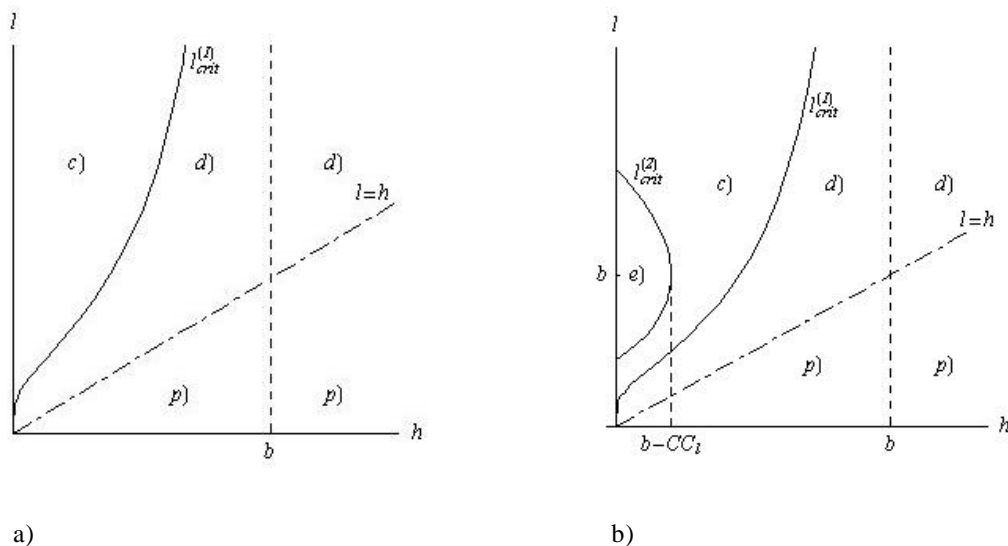 l
l_crit^(1)
c)
d)
d)
l=h
p)
p)
h
b
a)
l
l_crit^(1)
l_crit^(2)
c)
d)
d)
l=h
b
e)
p)
p)
h
b-CC_l
b
b)